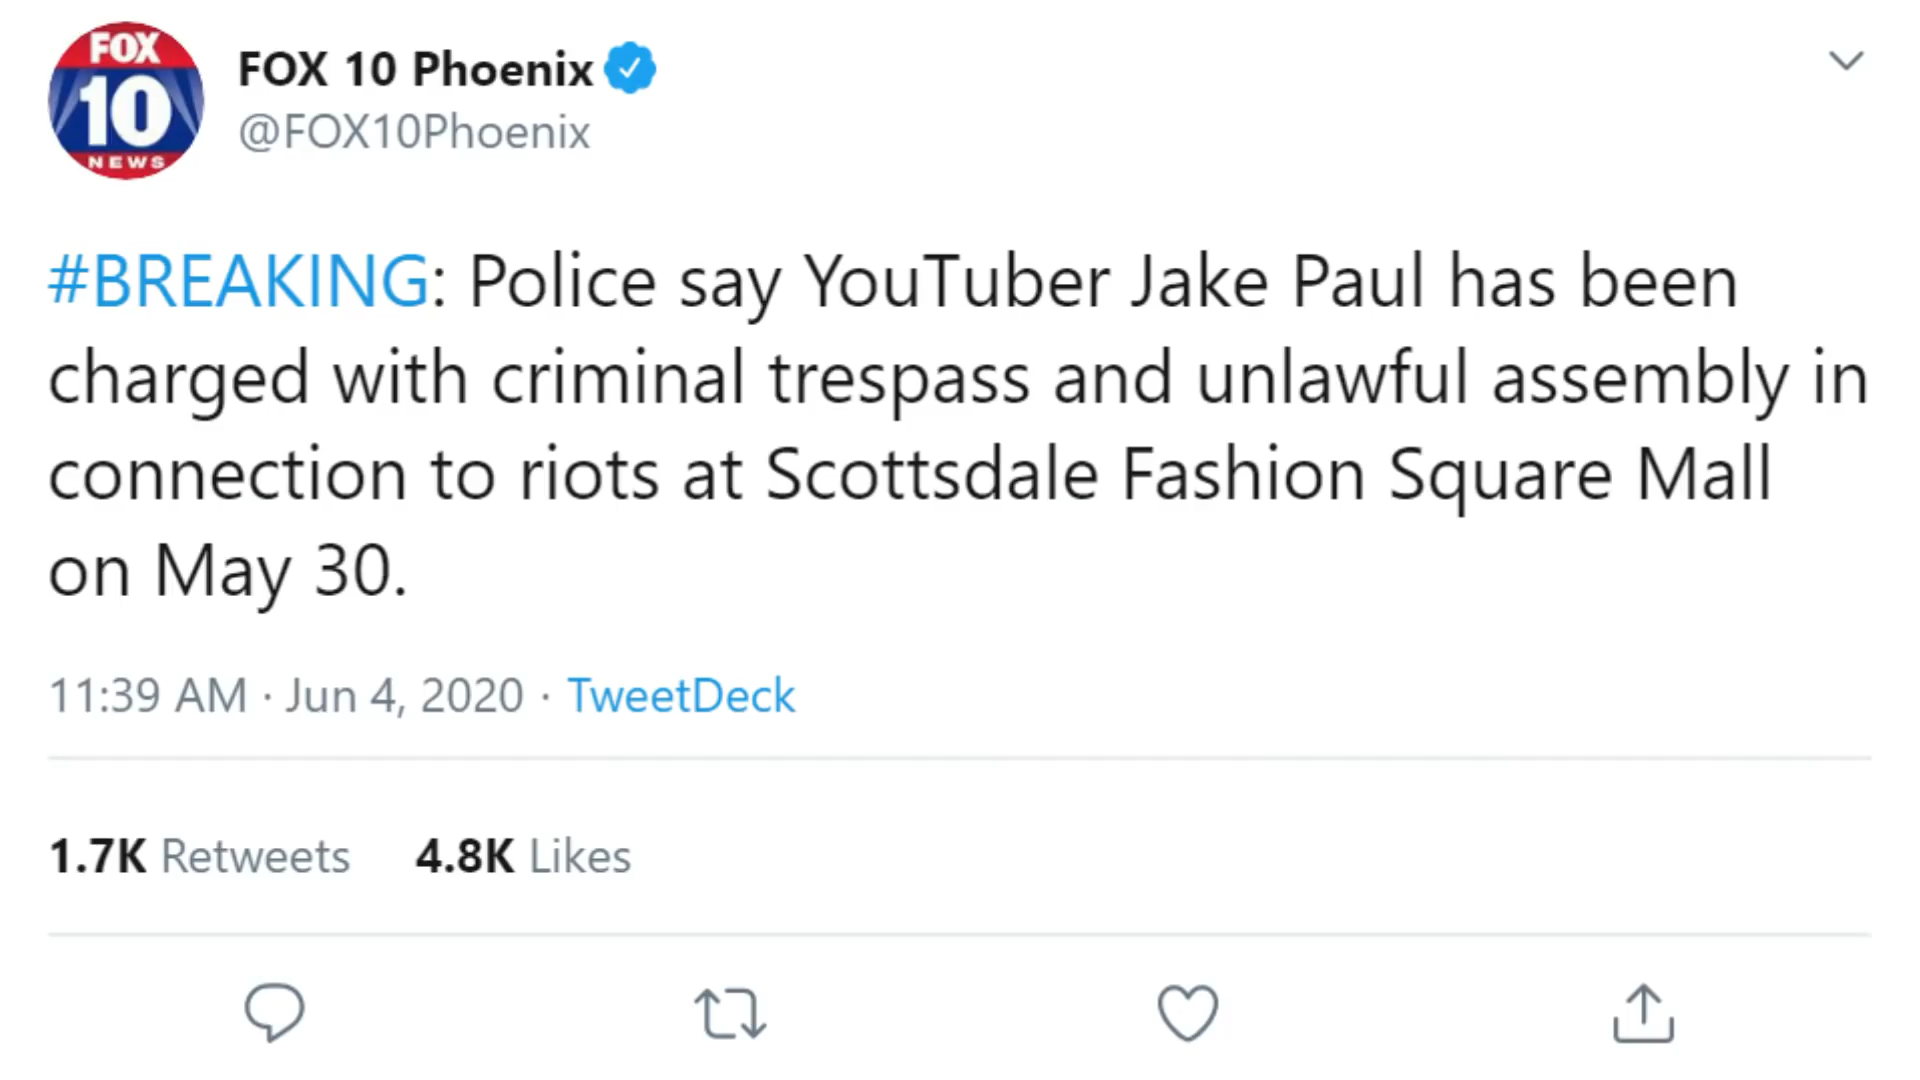 FOX
10
NEWS
FOX 10 Phoenix
@FOX10Phoenix
#BREAKING: Police say YouTuber Jake Paul has been
charged with criminal trespass and unlawful assembly in
connection to riots at Scottsdale Fashion Square Mall
on May 30.
11:39 AM · Jun 4, 2020 · TweetDeck
1.7K Retweets 4.8K Likes